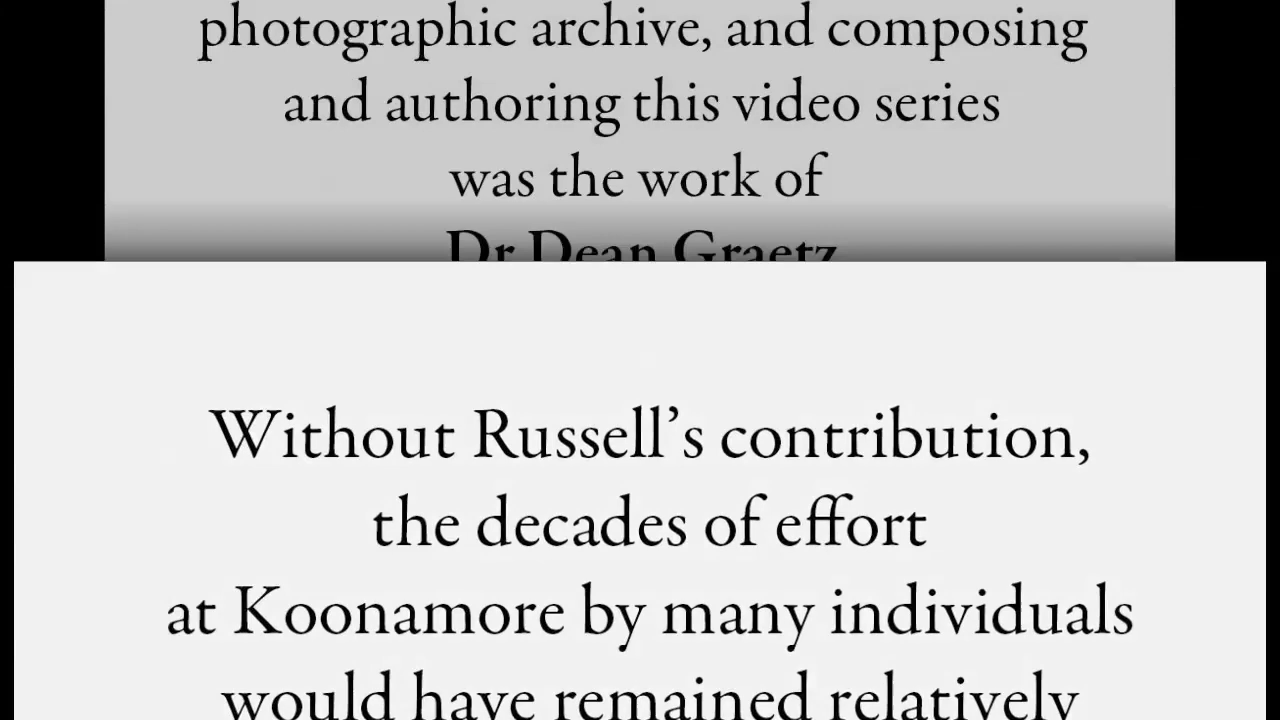 photographic archive, and composing
and authoring this video series
was the work of
Dr Dean Graetz
Without Russell’s contribution,
the decades of effort
at Koonamore by many individuals
would have remained relatively